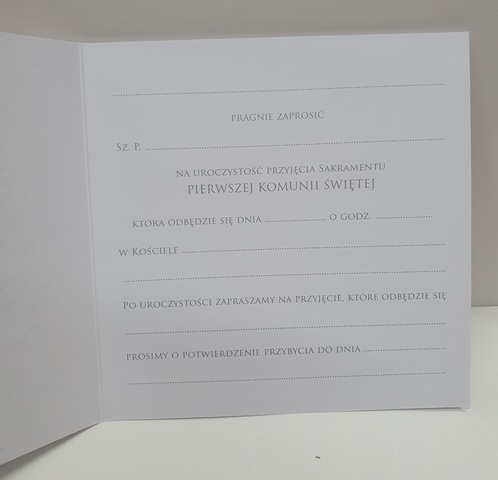 ........................................
PRAGNIE ZAPROSIĆ
SZ. P. ........................................
NA UROCZYSTOŚĆ PRZYJĘCIA SAKRAMENTU
PIERWSZEJ KOMUNII ŚWIĘTEJ
KTÓRA ODBĘDZIE SIĘ DNIA .................... O GODZ. ....................
W KOŚCIELE ........................................
........................................
PO UROCZYSTOŚCI ZAPRASZAMY NA PRZYJĘCIE, KTÓRE ODBĘDZIE SIĘ
........................................
PROSIMY O POTWIERDZENIE PRZYBYCIA DO DNIA ....................
........................................